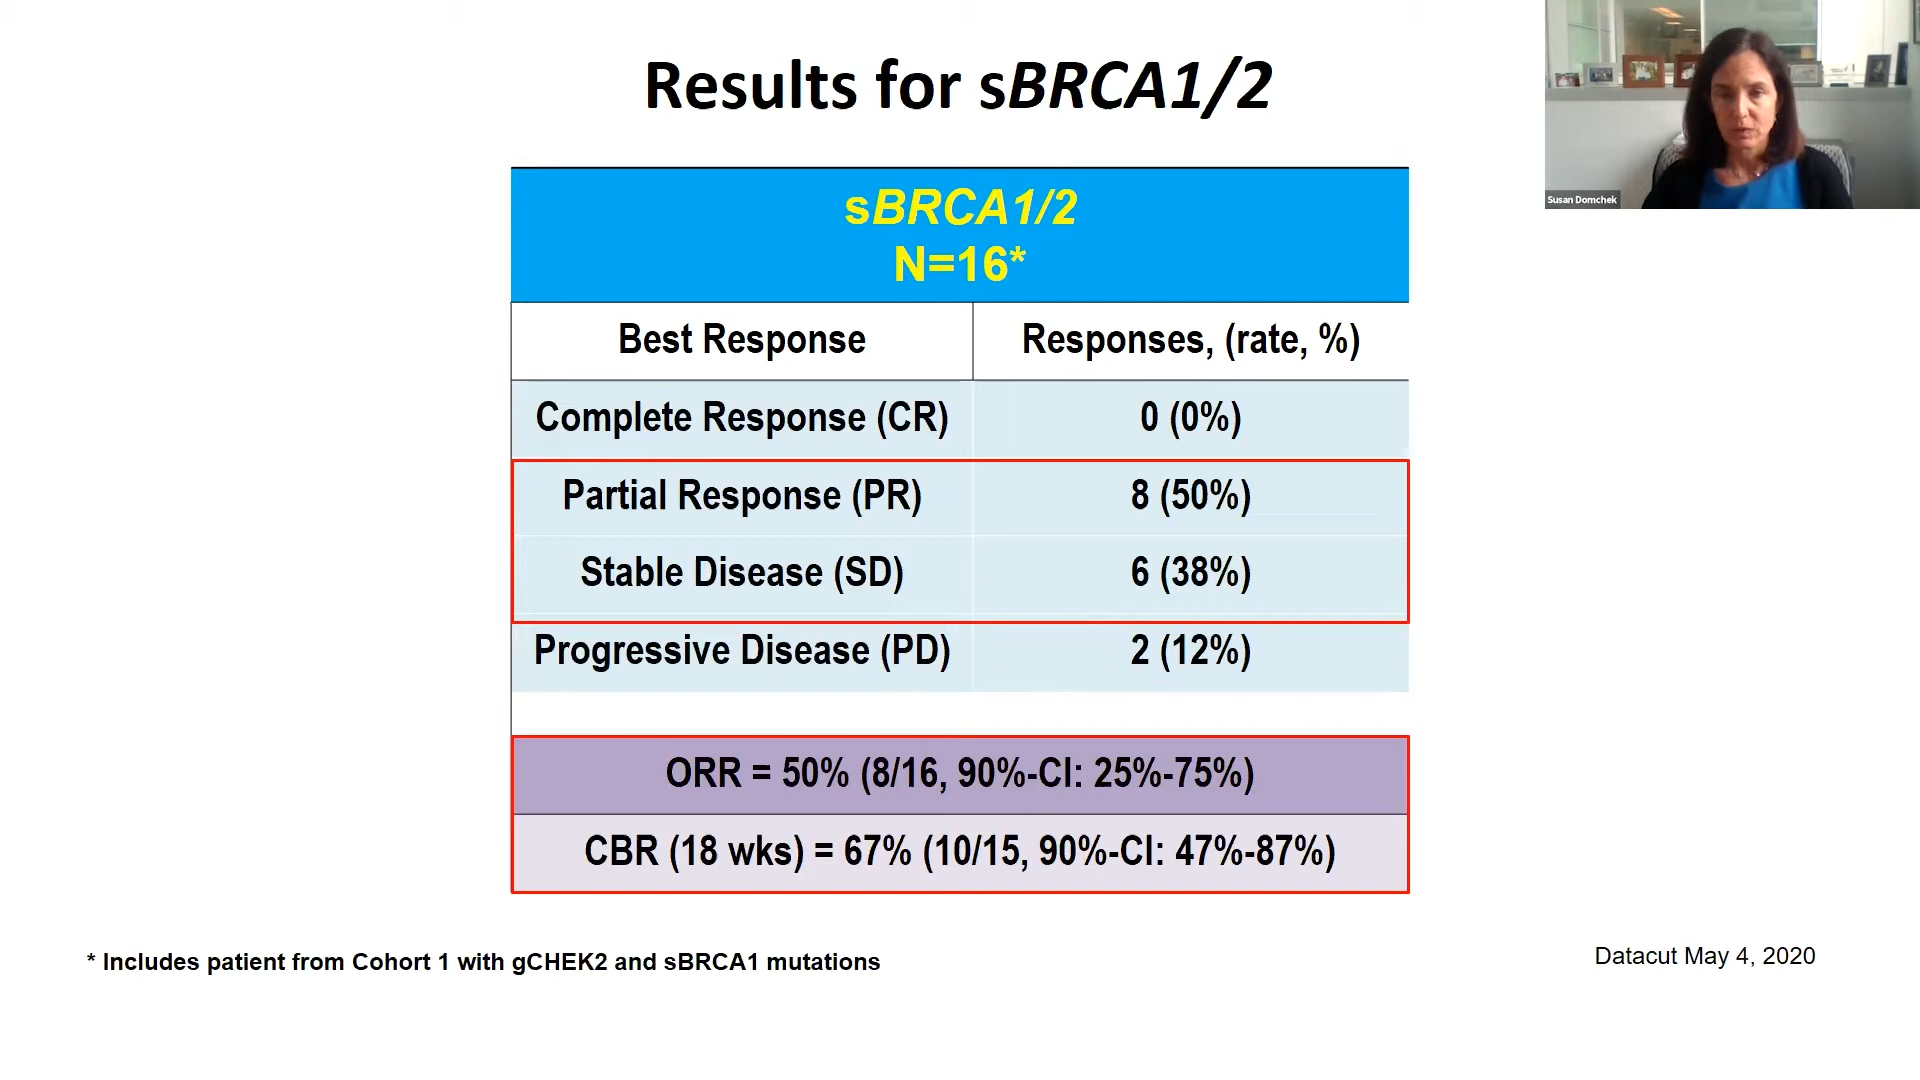 Results for sBRCA1/2
Susan Domchek
sBRCA1/2
N=16*
Best Response
Responses, (rate, %)
Complete Response (CR)
0 (0%)
Partial Response (PR)
8 (50%)
Stable Disease (SD)
6 (38%)
Progressive Disease (PD)
2 (12%)
ORR = 50% (8/16, 90%-CI: 25%-75%)
CBR (18 wks) = 67% (10/15, 90%-CI: 47%-87%)
* Includes patient from Cohort 1 with gCHEK2 and sBRCA1 mutations
Datacut May 4, 2020